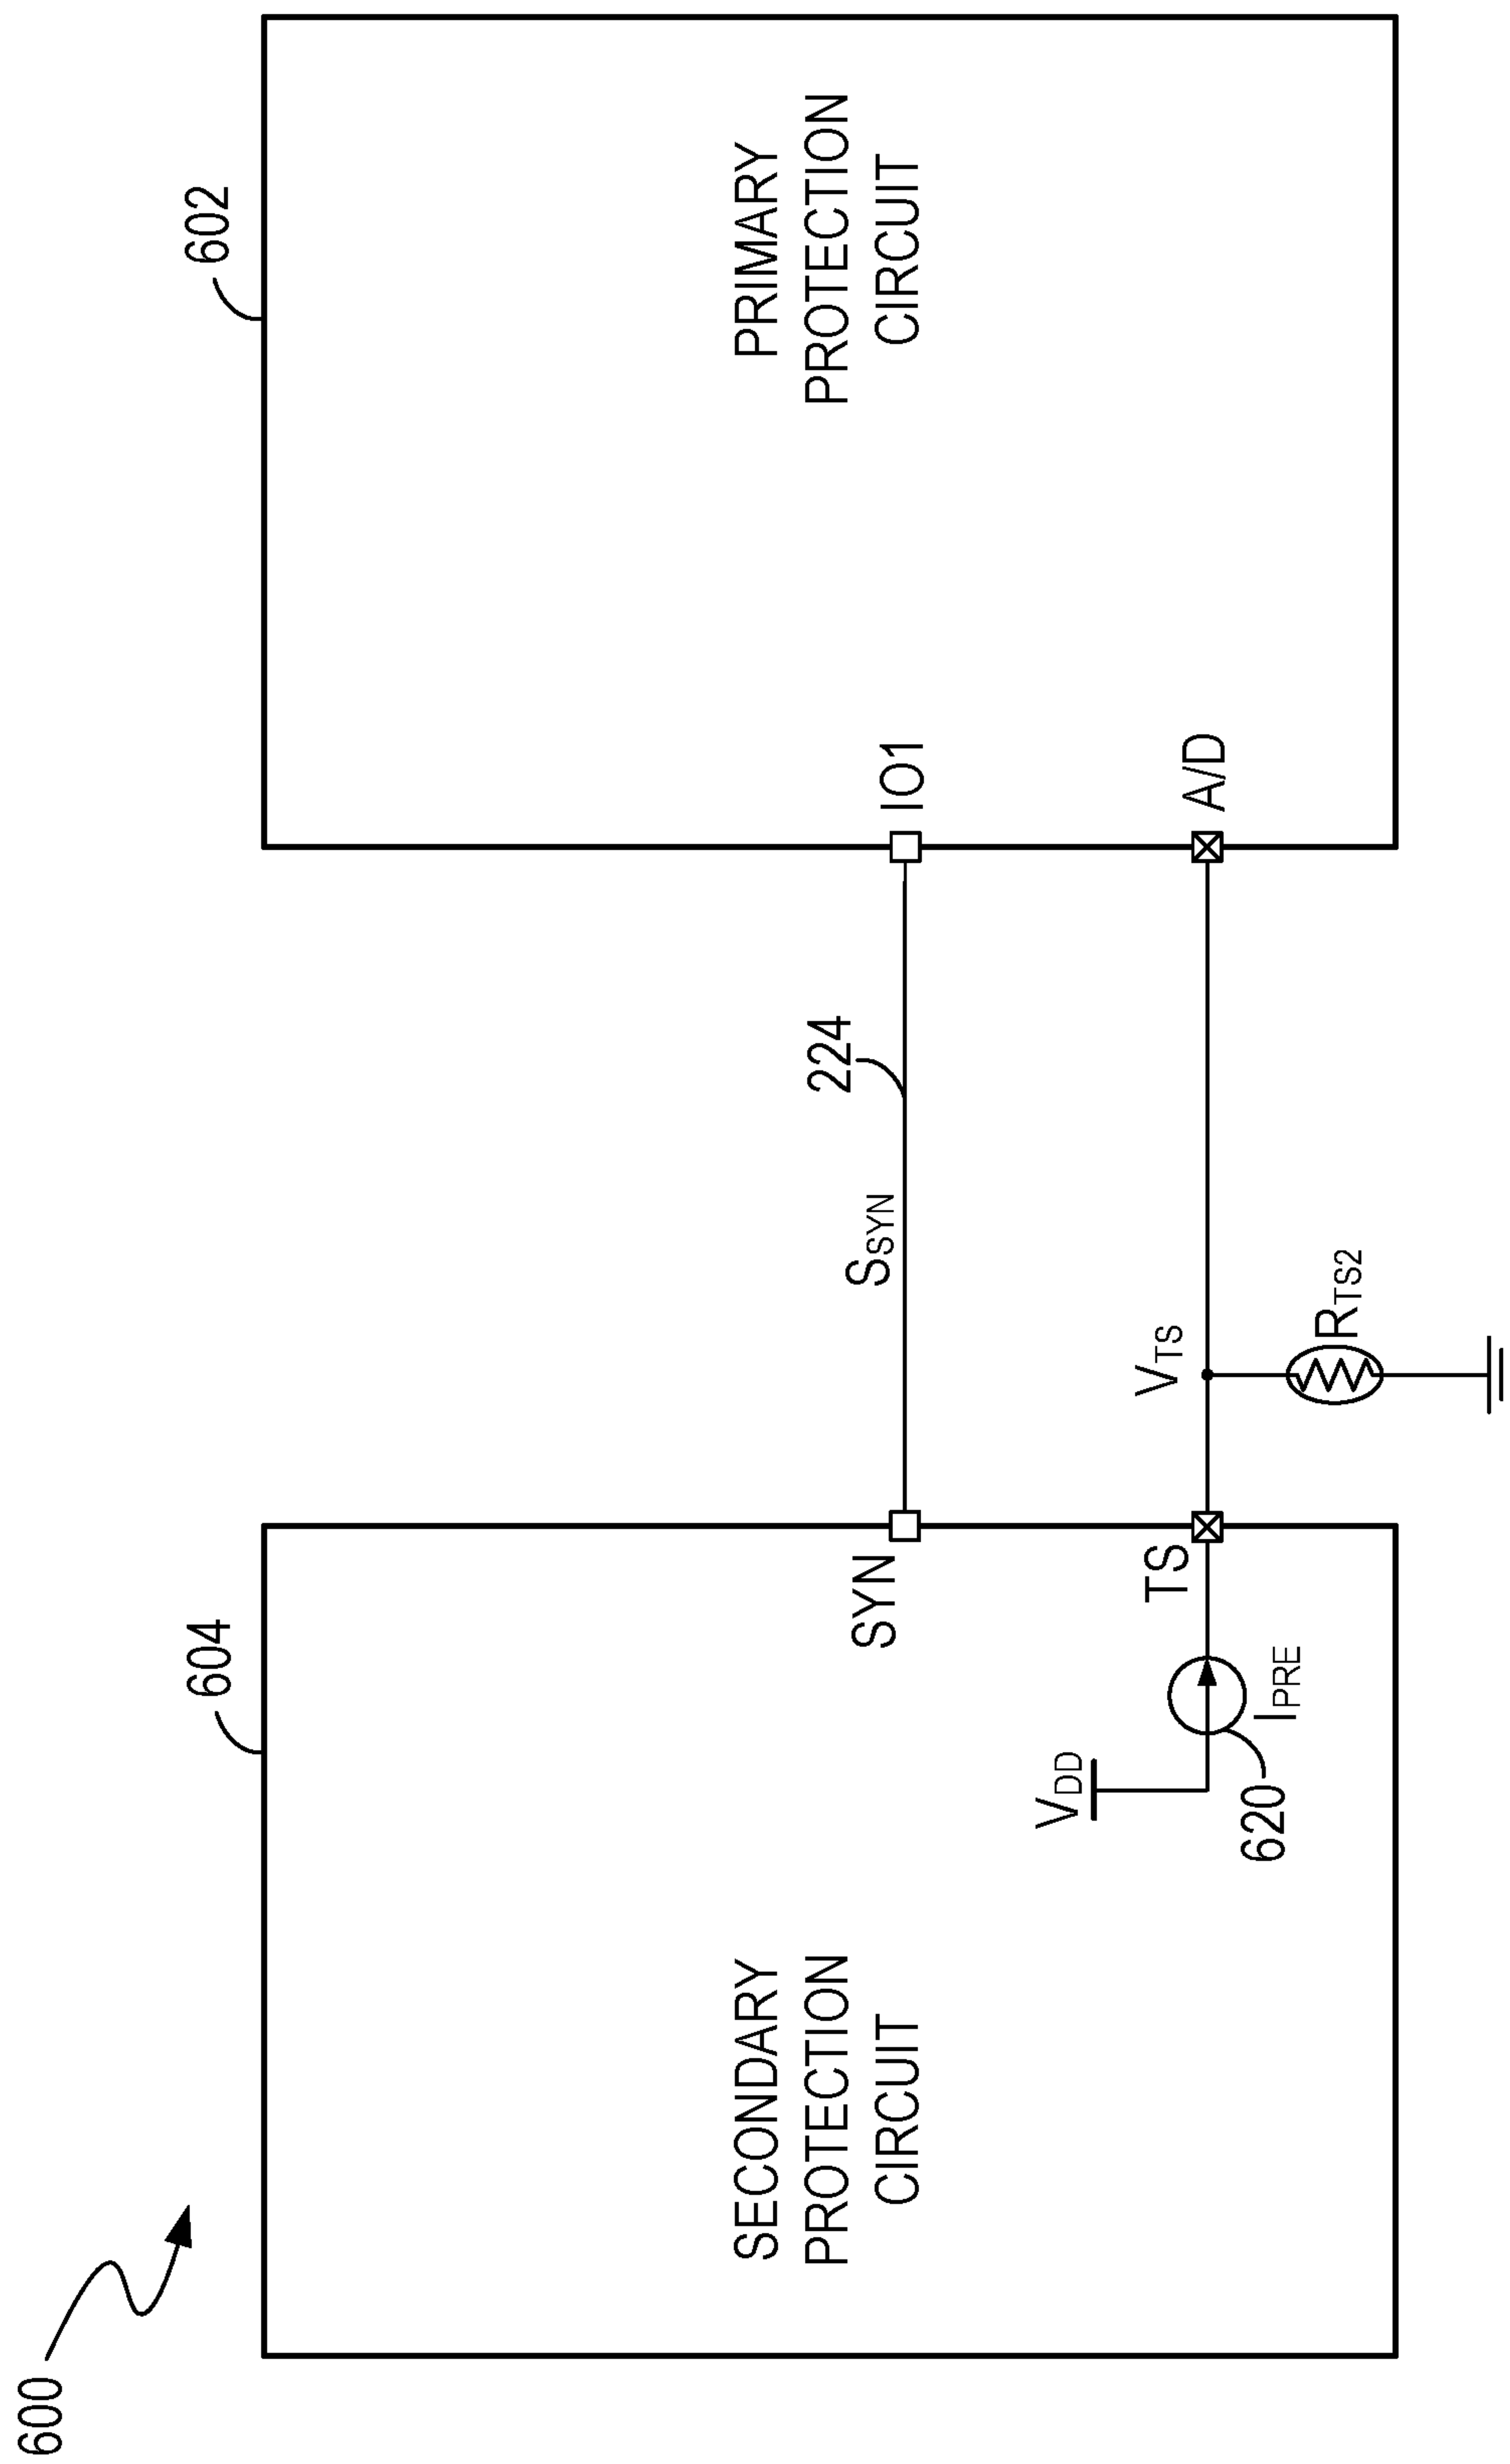 600
604
602
SECONDARY
PROTECTION
CIRCUIT
PRIMARY
PROTECTION
CIRCUIT
SYN
SSYN
224
IO1
VDD
620
IPRE
TS
VTS
RTS2
A/D